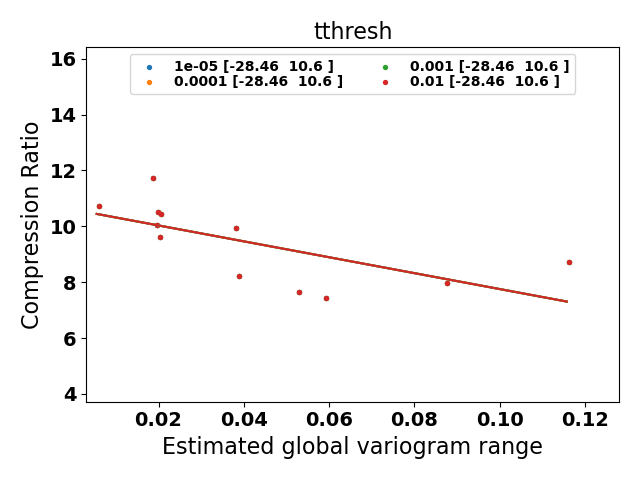 tthresh
1e-05 [-28.46  10.6 ]
0.0001 [-28.46  10.6 ]
0.001 [-28.46  10.6 ]
0.01 [-28.46  10.6 ]
Compression Ratio
16
14
12
10
8
6
4
0.02 0.04 0.06 0.08 0.10 0.12
Estimated global variogram range